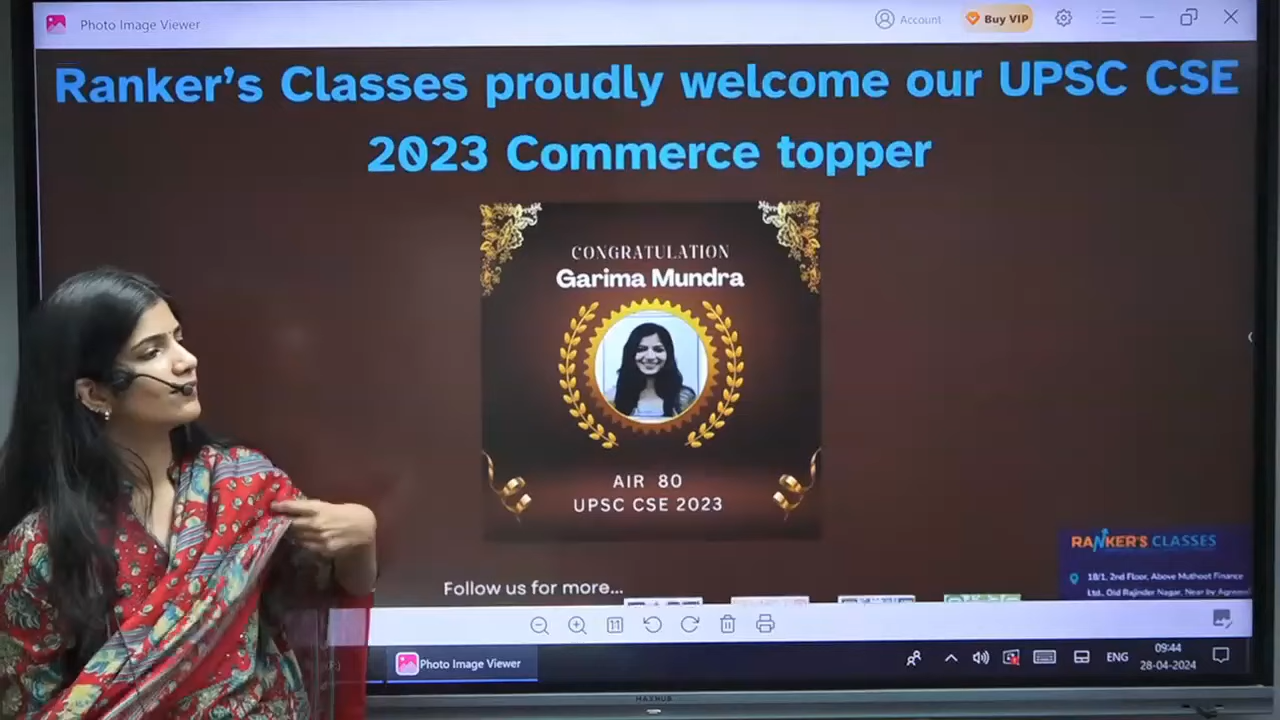 Photo Image Viewer
Account
Buy VIP
Ranker's Classes proudly welcome our UPSC CSE
2023 Commerce topper
CONGRATULATION
Garima Mundra
AIR 80
UPSC CSE 2023
RANKER'S CLASSES
18/1, 2nd Floor, Above Muthoot Finance
Ltd., Old Rajinder Nagar, Near by
Follow us for more...
Photo Image Viewer
ENG
09:44
28-04-2024
MAXHUB